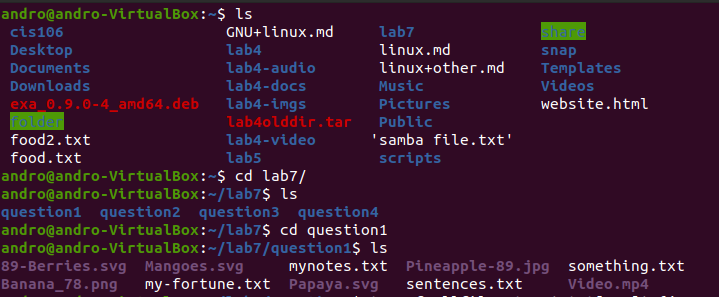 andro@andro-VirtualBox:~$ ls
cis106 GNU+linux.md lab7 share
Desktop lab4 linux.md snap
Documents lab4-audio linux+other.md Templates
Downloads lab4-docs Music Videos
exa_0.9.0-4_amd64.deb lab4-imgs Pictures website.html
folder lab4olddir.tar Public
food2.txt lab4-video 'samba file.txt'
food.txt lab5 scripts
andro@andro-VirtualBox:~$ cd lab7/
andro@andro-VirtualBox:~/lab7$ ls
question1 question2 question3 question4
andro@andro-VirtualBox:~/lab7$ cd question1
andro@andro-VirtualBox:~/lab7/question1$ ls
89-Berries.svg Mangoes.svg mynotes.txt Pineapple-89.jpg something.txt
Banana_78.png my-fortune.txt Papaya.svg sentences.txt Video.mp4